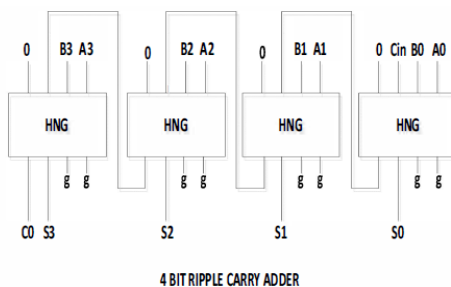 0 B3 A3 0 B2 A2 0 B1 A1 0 Cin B0 A0
HNG HNG HNG HNG
g g g g g g g g
C0 S3 S2 S1 S0
4 BIT RIPPLE CARRY ADDER